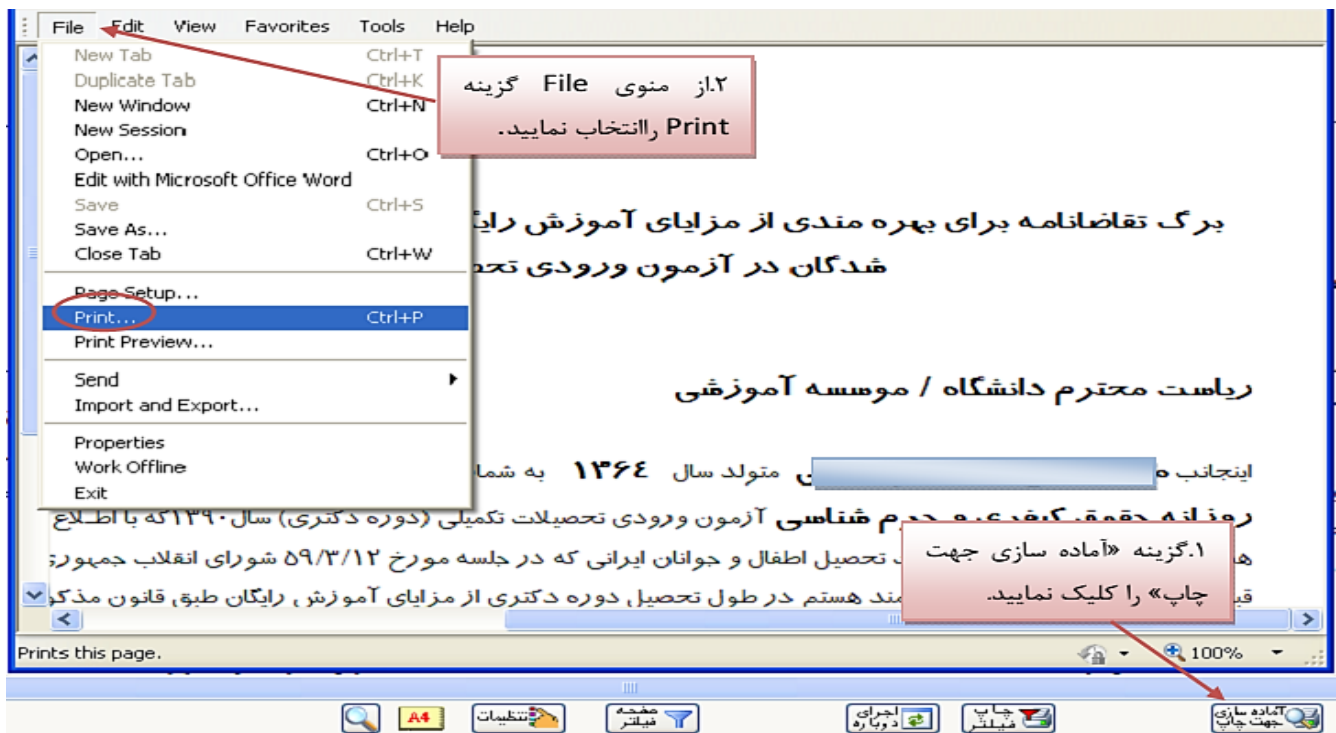 File Edit View Favorites Tools Help
New Tab Ctrl+T
Duplicate Tab Ctrl+K
New Window Ctrl+N
New Session
Open... Ctrl+O
Edit with Microsoft Office Word
Save Ctrl+S
Save As...
Close Tab Ctrl+W
Page Setup...
Print... Ctrl+P
Print Preview...
Send
Import and Export...
Properties
Work Offline
Exit
۲.از منوی File گزینه
Print راانتخاب نمایید.
برگ تقاضانامه برای بهره مندی از مزایای آموزش
شدگان در آزمون ورودی
ریاست محترم دانشگاه / موسسه آموزشی
اینجانب متولد سال ۱۳۶۴ به
روزانه حقوق کیفری و جرم شناسی آزمون ورودی تحصیلات تکمیلی (دوره دکتری) سال ۱۳۹۰که با اطلاع
تحصیل اطفال و جوانان ایرانی که در جلسه مورخ ۵۹/۳/۱۲ شورای انقلاب جمهوری
هستم در طول تحصیل دوره دکتری از مزایای آموزش رایگان طبق قانون
۱.گزینه «آماده سازی جهت
چاپ» را کلیک نمایید.
Prints this page. 100%
آماده سازی جهت چاپ
چاپ فیلتر
اجرای دوباره
صفحه فیلتر
تنظیمات
A4